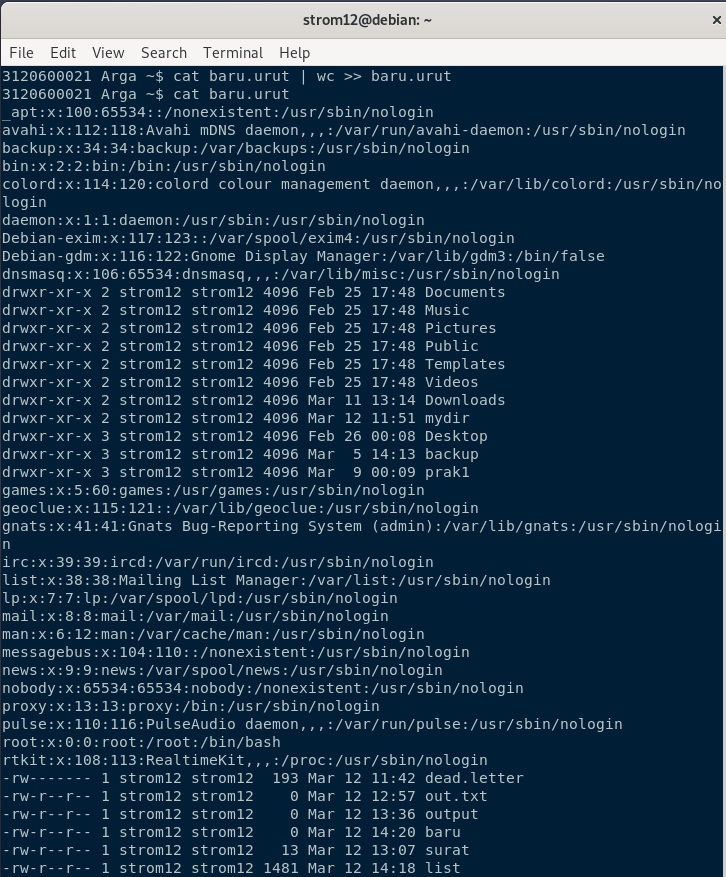 strom12@debian: ~
×
File Edit View Search Terminal Help
3120600021 Arga ~$ cat baru.urut | wc >> baru.urut
3120600021 Arga ~$ cat baru.urut
_apt:x:100:65534::/nonexistent:/usr/sbin/nologin
avahi:x:112:118:Avahi mDNS daemon,,,:/var/run/avahi-daemon:/usr/sbin/nologin
backup:x:34:34:backup:/var/backups:/usr/sbin/nologin
bin:x:2:2:bin:/bin:/usr/sbin/nologin
colord:x:114:120:colord colour management daemon,,,:/var/lib/colord:/usr/sbin/no
login
daemon:x:1:1:daemon:/usr/sbin:/usr/sbin/nologin
Debian-exim:x:117:123::/var/spool/exim4:/usr/sbin/nologin
Debian-gdm:x:116:122:Gnome Display Manager:/var/lib/gdm3:/bin/false
dnsmasq:x:106:65534:dnsmasq,,,:/var/lib/misc:/usr/sbin/nologin
drwxr-xr-x 2 strom12 strom12 4096 Feb 25 17:48 Documents
drwxr-xr-x 2 strom12 strom12 4096 Feb 25 17:48 Music
drwxr-xr-x 2 strom12 strom12 4096 Feb 25 17:48 Pictures
drwxr-xr-x 2 strom12 strom12 4096 Feb 25 17:48 Public
drwxr-xr-x 2 strom12 strom12 4096 Feb 25 17:48 Templates
drwxr-xr-x 2 strom12 strom12 4096 Feb 25 17:48 Videos
drwxr-xr-x 2 strom12 strom12 4096 Mar 11 13:14 Downloads
drwxr-xr-x 2 strom12 strom12 4096 Mar 12 11:51 mydir
drwxr-xr-x 3 strom12 strom12 4096 Feb 26 00:08 Desktop
drwxr-xr-x 3 strom12 strom12 4096 Mar  5 14:13 backup
drwxr-xr-x 3 strom12 strom12 4096 Mar  9 00:09 prak1
games:x:5:60:games:/usr/games:/usr/sbin/nologin
geoclue:x:115:121::/var/lib/geoclue:/usr/sbin/nologin
gnats:x:41:41:Gnats Bug-Reporting System (admin):/var/lib/gnats:/usr/sbin/nologi
n
irc:x:39:39:ircd:/var/run/ircd:/usr/sbin/nologin
list:x:38:38:Mailing List Manager:/var/list:/usr/sbin/nologin
lp:x:7:7:lp:/var/spool/lpd:/usr/sbin/nologin
mail:x:8:8:mail:/var/mail:/usr/sbin/nologin
man:x:6:12:man:/var/cache/man:/usr/sbin/nologin
messagebus:x:104:110::/nonexistent:/usr/sbin/nologin
news:x:9:9:news:/var/spool/news:/usr/sbin/nologin
nobody:x:65534:65534:nobody:/nonexistent:/usr/sbin/nologin
proxy:x:13:13:proxy:/bin:/usr/sbin/nologin
pulse:x:110:116:PulseAudio daemon,,,:/var/run/pulse:/usr/sbin/nologin
root:x:0:0:root:/root:/bin/bash
rtkit:x:108:113:RealtimeKit,,,:/proc:/usr/sbin/nologin
-rw------- 1 strom12 strom12  193 Mar 12 11:42 dead.letter
-rw-r--r-- 1 strom12 strom12    0 Mar 12 12:57 out.txt
-rw-r--r-- 1 strom12 strom12    0 Mar 12 13:36 output
-rw-r--r-- 1 strom12 strom12    0 Mar 12 14:20 baru
-rw-r--r-- 1 strom12 strom12   13 Mar 12 13:07 surat
-rw-r--r-- 1 strom12 strom12 1481 Mar 12 14:18 list